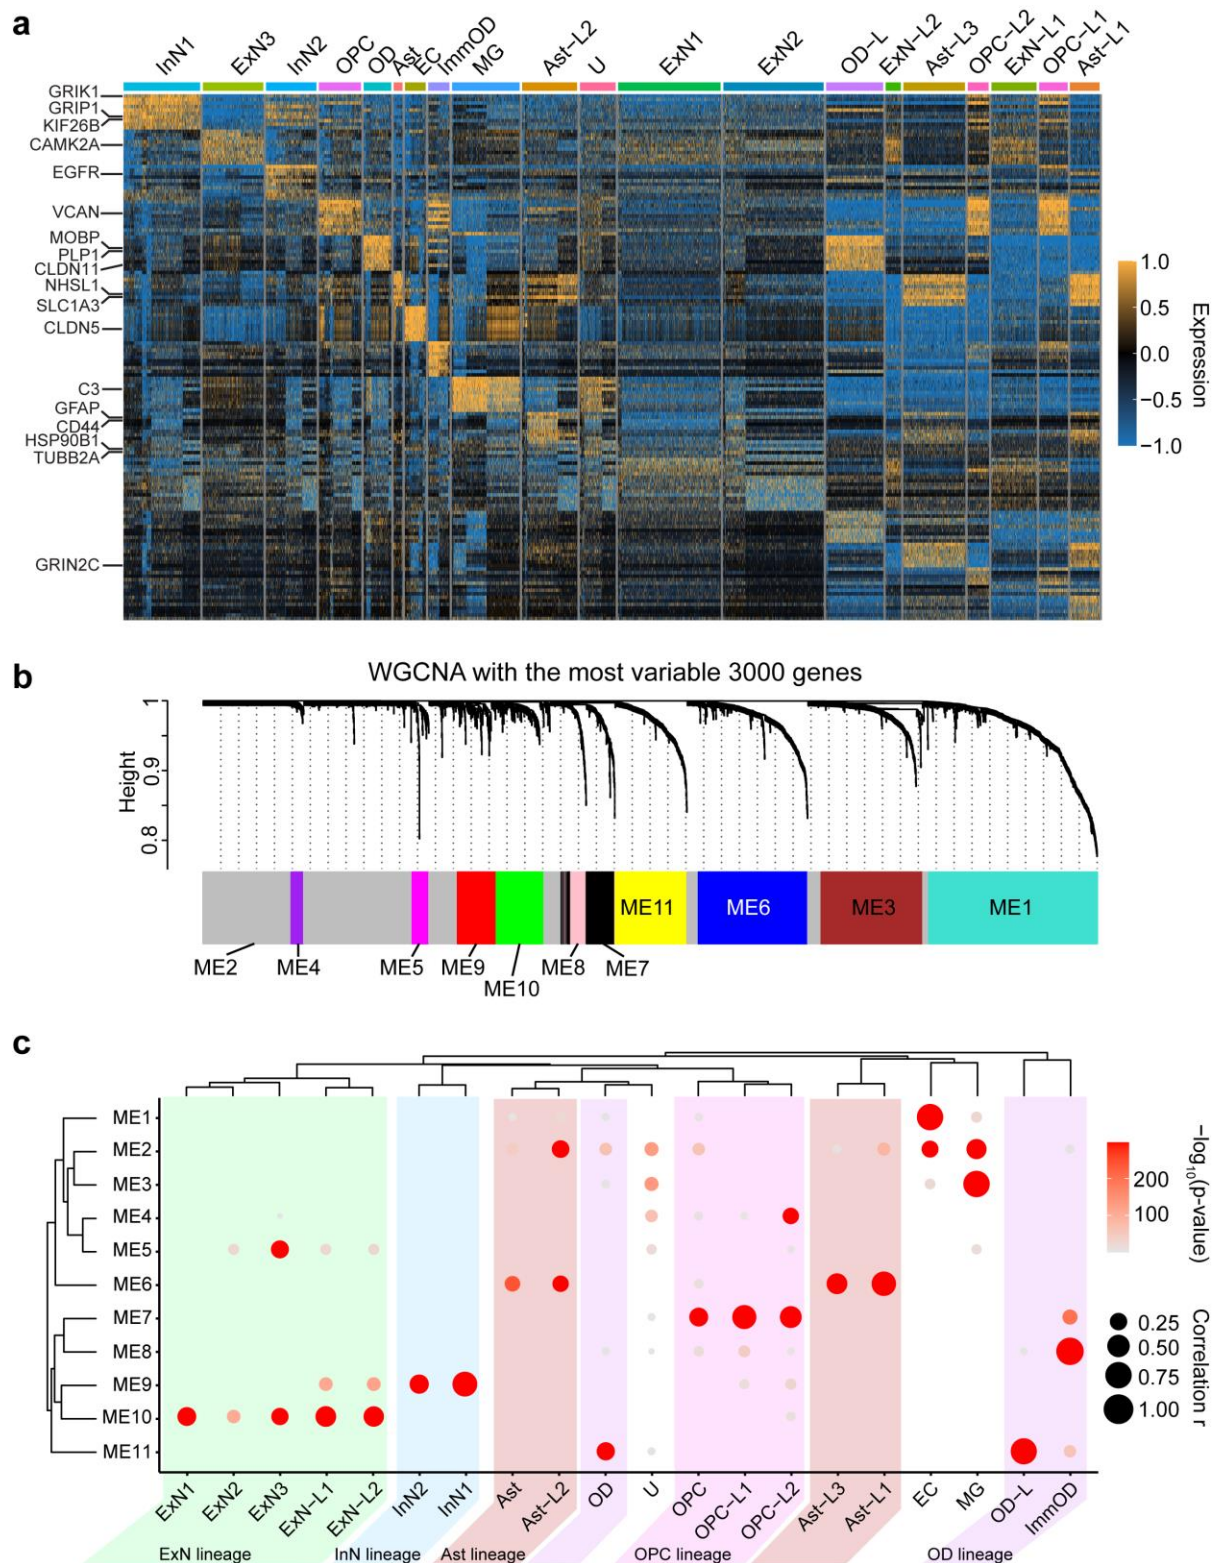 a
InN1 ExN3 InN2 OPC OD Ast EC ImmOD MG Ast-L2 U ExN1 ExN2 OD-L ExN-L2 Ast-L3 OPC-L2 ExN-L1 OPC-L1 Ast-L1
GRIK1
GRIP1
KIF26B
CAMK2A
EGFR
VCAN
MOBP
PLP1
CLDN11
NHSL1
SLC1A3
CLDN5
C3
GFAP
CD44
HSP90B1
TUBB2A
GRIN2C
1.0
0.5
0.0
−0.5
−1.0
Expression
b
WGCNA with the most variable 3000 genes
Height
1
0.9
0.8
ME11 ME6 ME3 ME1
ME2 ME4 ME5 ME9 ME8 ME7
ME10
c
ME1
ME2
ME3
ME4
ME5
ME6
ME7
ME8
ME9
ME10
ME11
−log10(p-value)
200
100
Correlation r
0.25
0.50
0.75
1.00
ExN1 ExN2 ExN3 ExN-L1 ExN-L2 InN2 InN1 Ast Ast-L2 OD U OPC OPC-L1 OPC-L2 Ast-L3 Ast-L1 EC MG OD-L ImmOD
ExN lineage InN lineage Ast lineage OPC lineage OD lineage